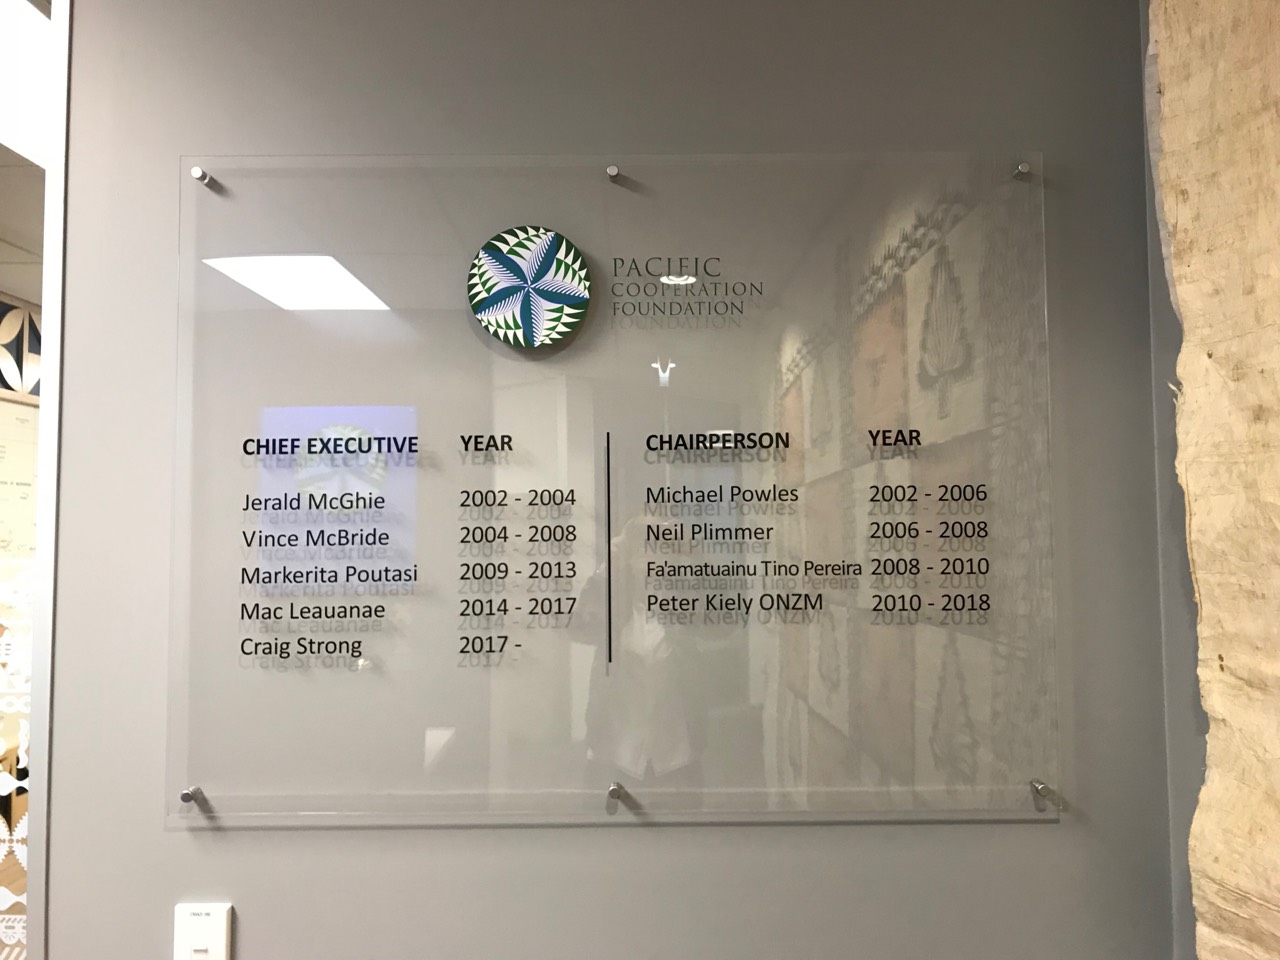 PACIFIC
COOPERATION
FOUNDATION
CHIEF EXECUTIVE YEAR
Jerald McGhie 2002 - 2004
Vince McBride 2004 - 2008
Markerita Poutasi 2009 - 2013
Mac Leauanae 2014 - 2017
Craig Strong 2017 -
CHAIRPERSON YEAR
Michael Powles 2002 - 2006
Neil Plimmer 2006 - 2008
Fa'amatuainu Tino Pereira 2008 - 2010
Peter Kiely ONZM 2010 - 2018